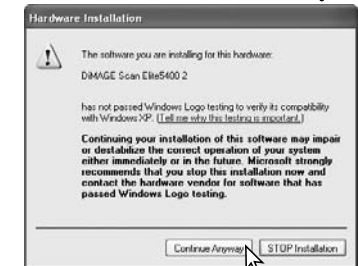 Hardware Installation
The software you are installing for this hardware:
DiMAGE Scan Elite5400 2
has not passed Windows Logo testing to verify its compatibility
with Windows XP. (Tell me why this testing is important.)
Continuing your installation of this software may impair
or destabilize the correct operation of your system
either immediately or in the future. Microsoft strongly
recommends that you stop this installation now and
contact the hardware vendor for software that has
passed Windows Logo testing.
Continue Anyway
STOP Installation